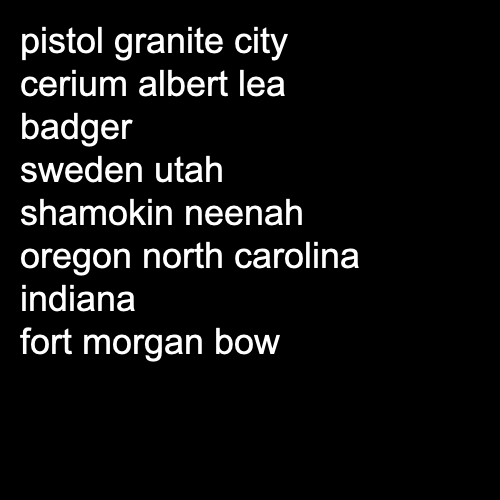 pistol granite city
cerium albert lea
badger
sweden utah
shamokin neenah
oregon north carolina
indiana
fort morgan bow